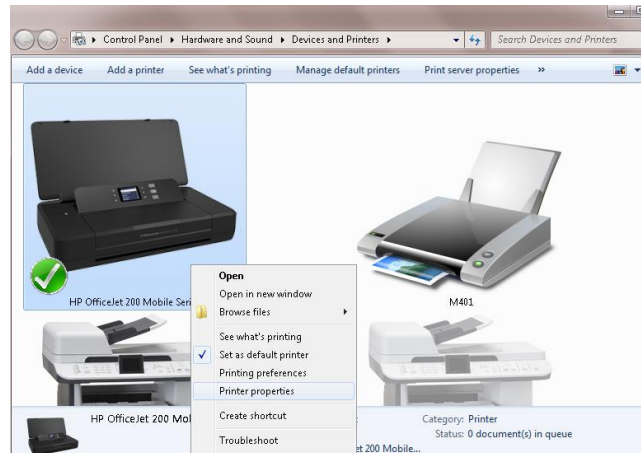 Control Panel ▸ Hardware and Sound ▸ Devices and Printers ▸
Search Devices and Printers
Add a device Add a printer See what's printing Manage default printers Print server properties »
HP OfficeJet 200 Mobile Seri
M401
Open
Open in new window
Browse files
See what's printing
Set as default printer
Printing preferences
Printer properties
Create shortcut
Troubleshoot
HP OfficeJet 200 Mob
Category: Printer
Status: 0 document(s) in queue
et 200 Mobile...